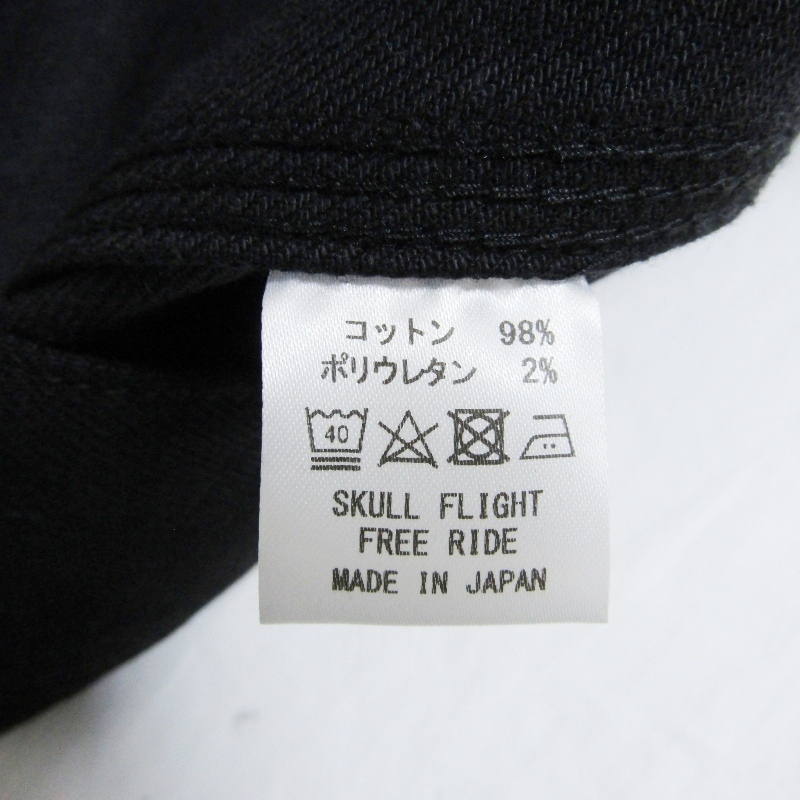 コットン 98%
ポリウレタン 2%
40
SKULL FLIGHT
FREE RIDE
MADE IN JAPAN